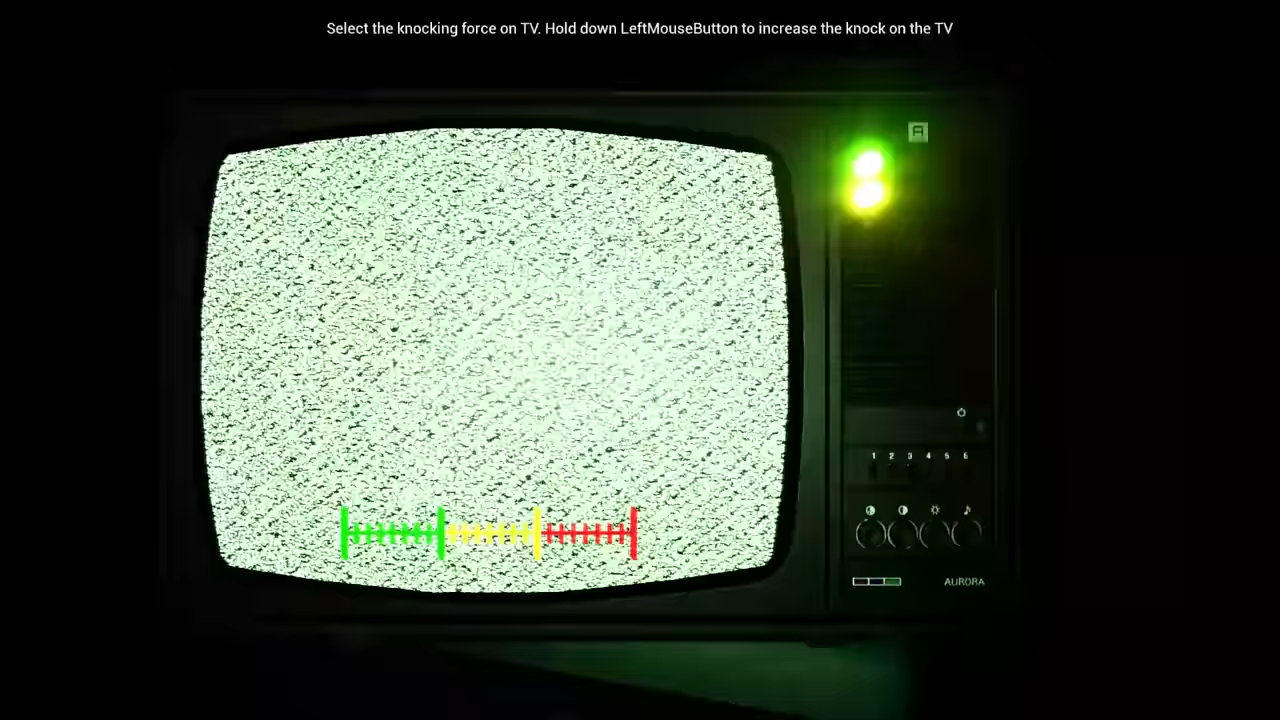 Select the knocking force on TV. Hold down LeftMouseButton to increase the knock on the TV
A
1 2 3 4 5 6
AURORA